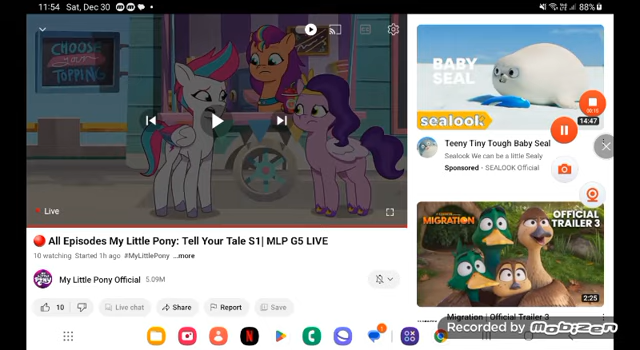 11:54 Sat, Dec 30
88%
CHOOSE
your
TOPPING
Live
🔴 All Episodes My Little Pony: Tell Your Tale S1| MLP G5 LIVE
10 watching Started 1h ago #MyLittlePony ...more
My Little Pony Official 5.09M
10
Live chat
Share
Report
Save
BABY
SEAL
sealook
14:47
Teeny Tiny Tough Baby Seal
Sealook We can be a little Sealy
Sponsored · SEALOOK Official
MIGRATION
OFFICIAL
TRAILER 3
2:25
Migration | Official Trailer 3
Recorded by Mobizen